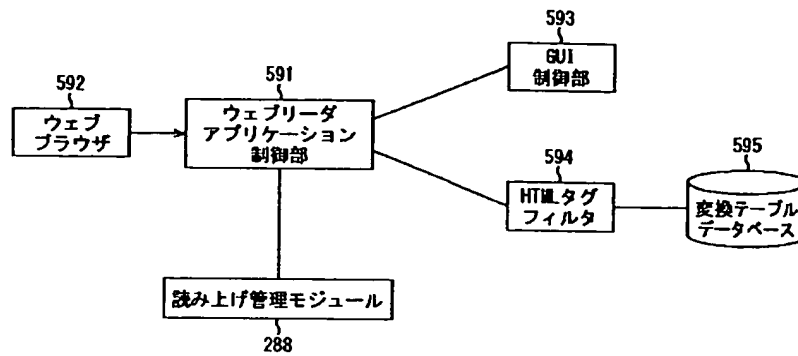 593
GUI
制御部
592
ウェブ
ブラウザ
591
ウェブリーダ
アプリケーション
制御部
594
HTMLタグ
フィルタ
595
変換テーブル
データベース
読み上げ管理モジュール
288